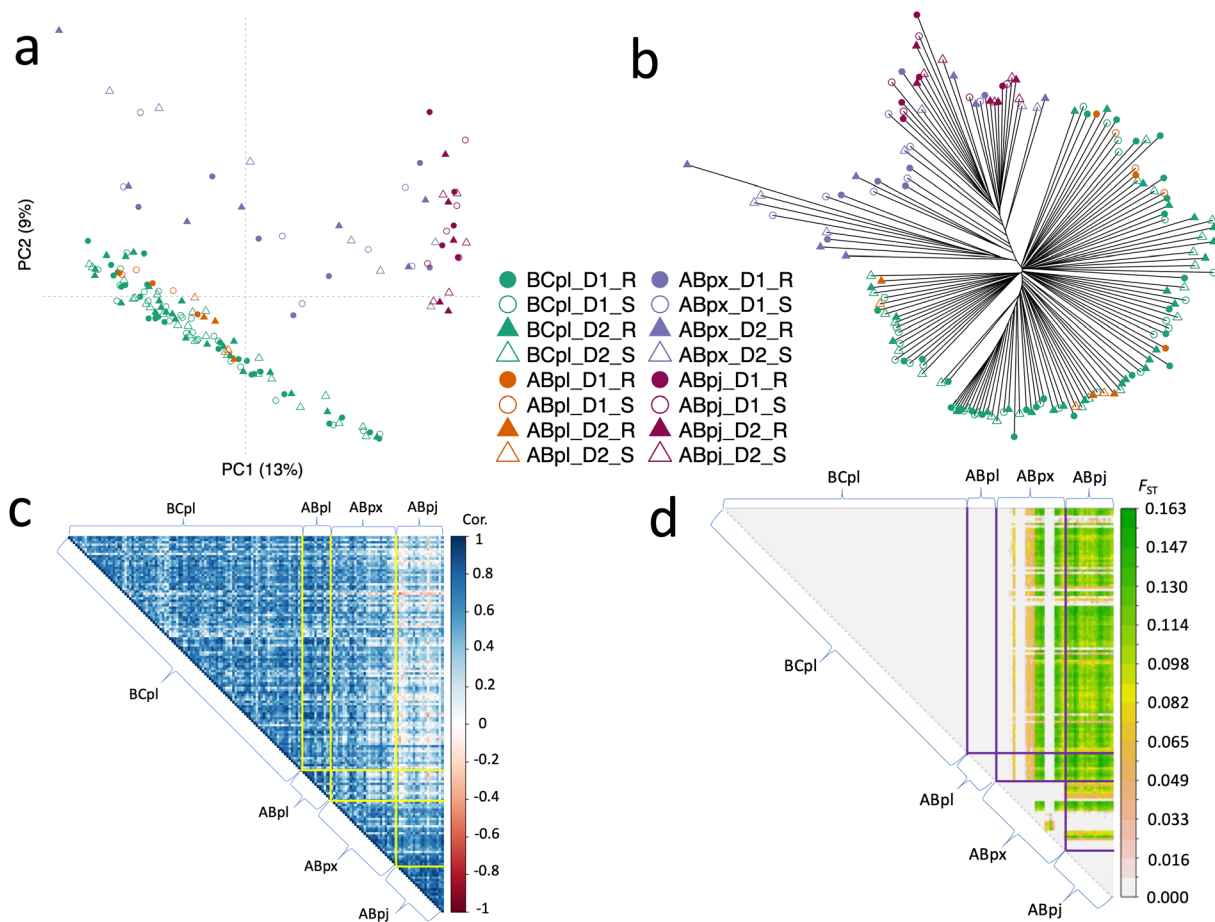 a
b
PC2 (9%)
PC1 (13%)
BCpl_D1_R
BCpl_D1_S
BCpl_D2_R
BCpl_D2_S
ABpl_D1_R
ABpl_D1_S
ABpl_D2_R
ABpl_D2_S
ABpx_D1_R
ABpx_D1_S
ABpx_D2_R
ABpx_D2_S
ABpj_D1_R
ABpj_D1_S
ABpj_D2_R
ABpj_D2_S
c
BCpl ABpl ABpx ABpj
Cor.
1
0.8
0.6
0.4
0.2
0
-0.2
-0.4
-0.6
-0.8
-1
BCpl
ABpl
ABpx
ABpj
d
BCpl ABpl ABpx ABpj
FST
0.163
0.147
0.130
0.114
0.098
0.082
0.065
0.049
0.033
0.016
0.000
BCpl
ABpl
ABpx
ABpj